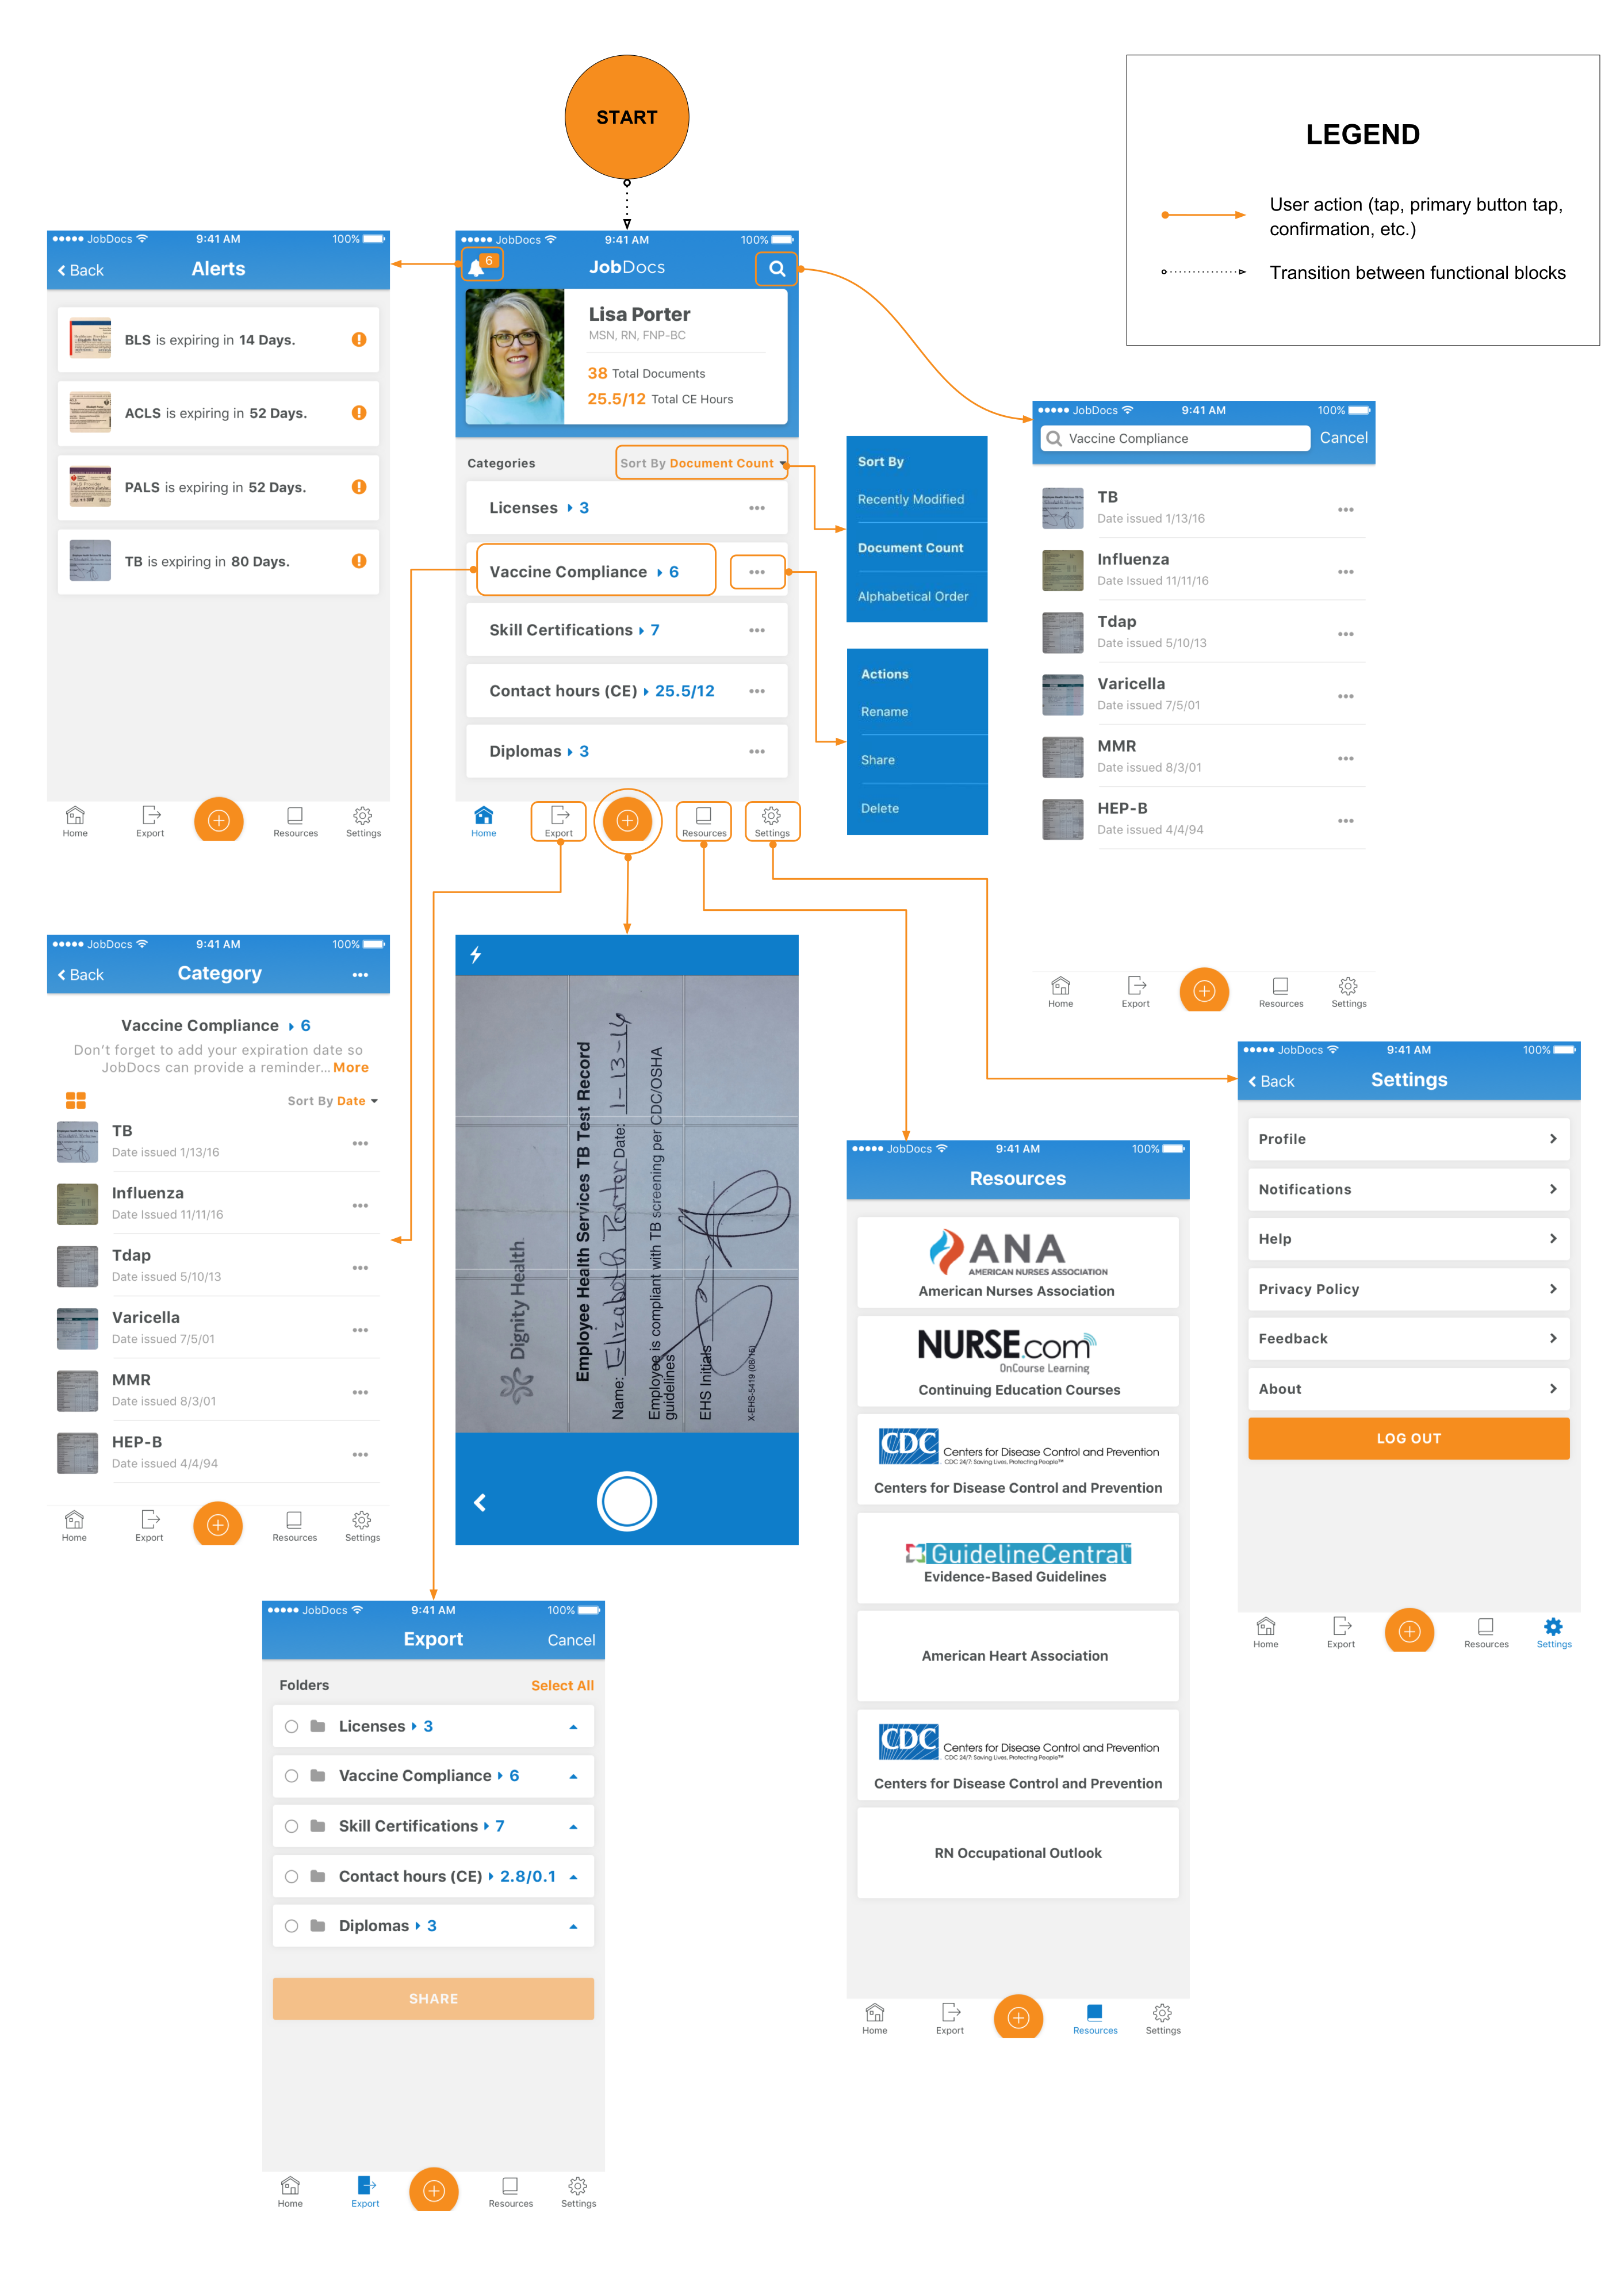 START
LEGEND
User action (tap, primary button tap,
confirmation, etc.)
Transition between functional blocks
JobDocs
9:41 AM
100%
Back
Alerts
BLS is expiring in 14 Days.
ACLS is expiring in 52 Days.
PALS is expiring in 52 Days.
TB is expiring in 80 Days.
Home
Export
Resources
Settings
JobDocs
9:41 AM
100%
6
JobDocs
Lisa Porter
MSN, RN, FNP-BC
38 Total Documents
25.5/12 Total CE Hours
Categories
Sort By Document Count
Licenses 3
Vaccine Compliance 6
Skill Certifications 7
Contact hours (CE) 25.5/12
Diplomas 3
Home
Export
Resources
Settings
Sort By
Recently Modified
Document Count
Alphabetical Order
Actions
Rename
Share
Delete
JobDocs
9:41 AM
100%
Vaccine Compliance
Cancel
TB
Date issued 1/13/16
Influenza
Date Issued 11/11/16
Tdap
Date issued 5/10/13
Varicella
Date issued 7/5/01
MMR
Date issued 8/3/01
HEP-B
Date issued 4/4/94
Home
Export
Resources
Settings
JobDocs
9:41 AM
100%
Back
Category
Vaccine Compliance 6
Don't forget to add your expiration date so
JobDocs can provide a reminder... More
Sort By Date
TB
Date issued 1/13/16
Influenza
Date Issued 11/11/16
Tdap
Date issued 5/10/13
Varicella
Date issued 7/5/01
MMR
Date issued 8/3/01
HEP-B
Date issued 4/4/94
Home
Export
Resources
Settings
Dignity Health.
Employee Health Services TB Test Record
Name: Elizabeth Porter Date: 1-13-16
Employee is compliant with TB screening per CDC/OSHA
guidelines
EHS Initials
X-EHS-5419 (08/15)
JobDocs
9:41 AM
100%
Resources
ANA
AMERICAN NURSES ASSOCIATION
American Nurses Association
NURSE.com
OnCourse Learning
Continuing Education Courses
CDC
Centers for Disease Control and Prevention
CDC 24/7: Saving Lives, Protecting People™
Centers for Disease Control and Prevention
GuidelineCentral™
Evidence-Based Guidelines
American Heart Association
CDC
Centers for Disease Control and Prevention
CDC 24/7: Saving Lives, Protecting People™
Centers for Disease Control and Prevention
RN Occupational Outlook
Home
Export
Resources
Settings
JobDocs
9:41 AM
100%
Back
Settings
Profile
Notifications
Help
Privacy Policy
Feedback
About
LOG OUT
Home
Export
Resources
Settings
JobDocs
9:41 AM
100%
Export
Cancel
Folders
Select All
Licenses 3
Vaccine Compliance 6
Skill Certifications 7
Contact hours (CE) 2.8/0.1
Diplomas 3
SHARE
Home
Export
Resources
Settings